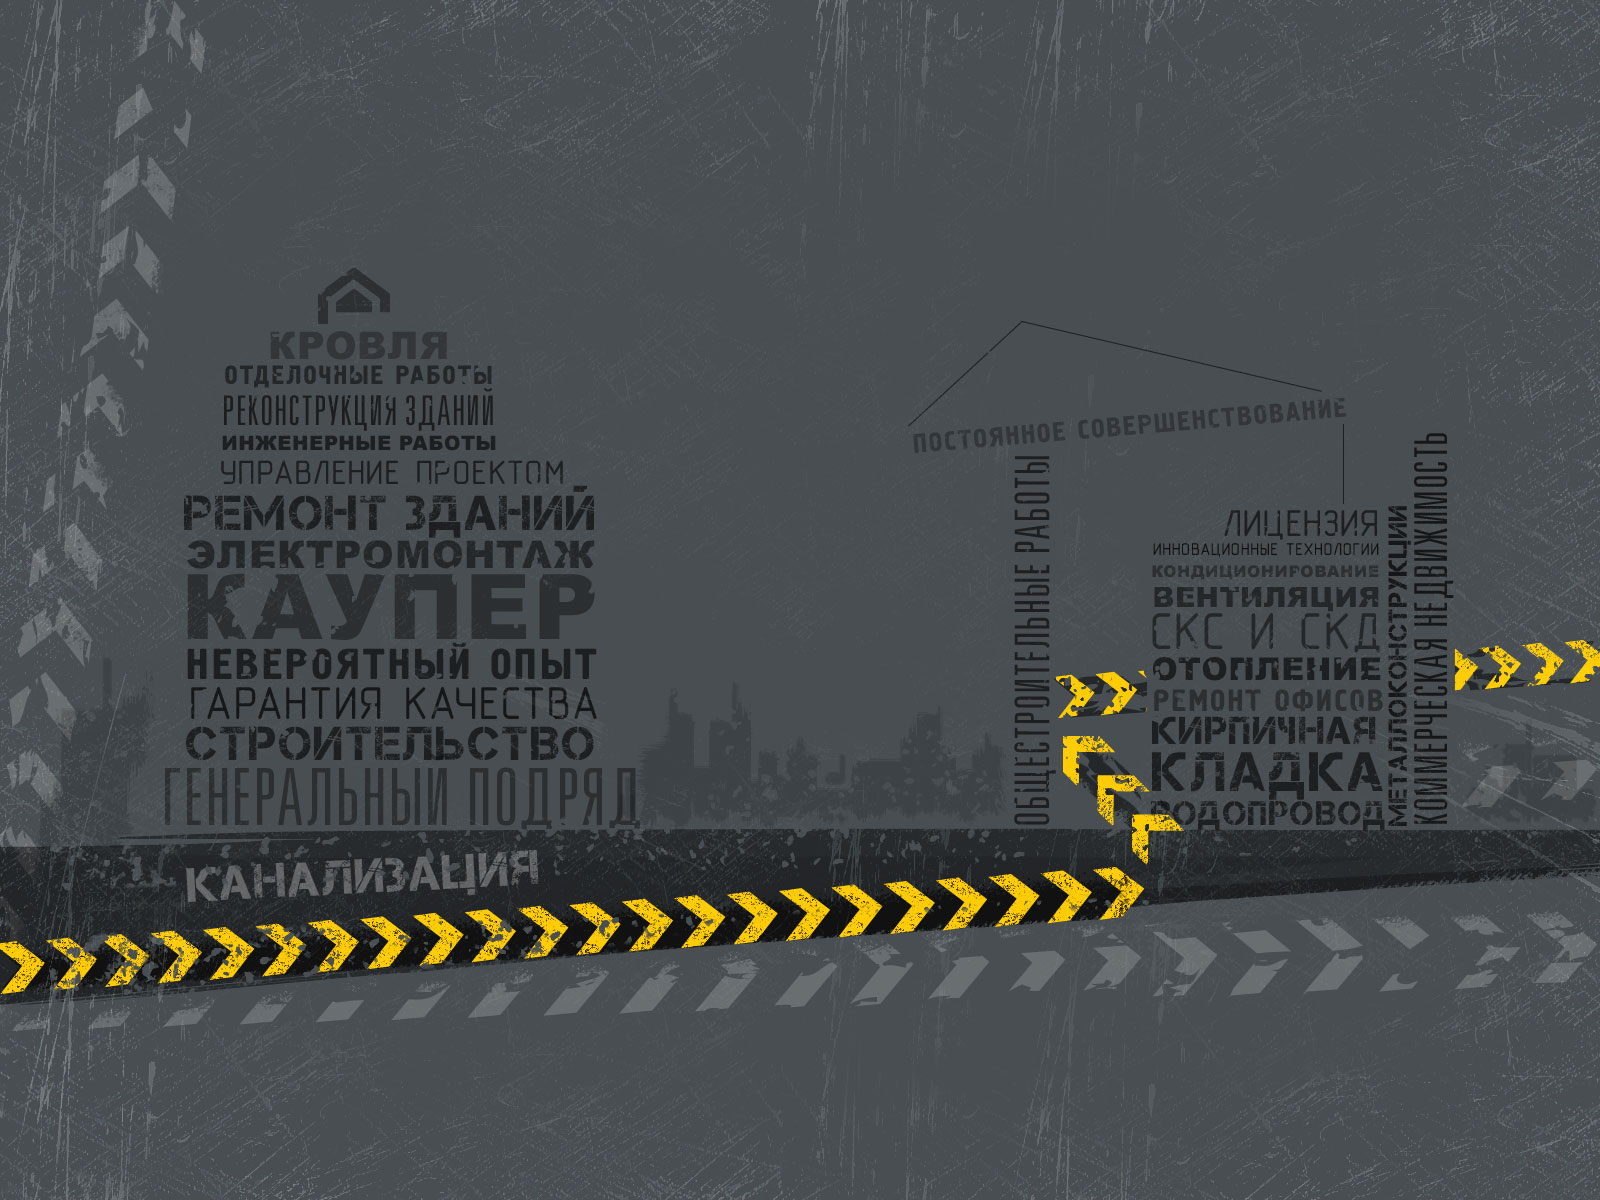 КРОВЛЯ
ОТДЕЛОЧНЫЕ РАБОТЫ
РЕКОНСТРУКЦИЯ ЗДАНИЙ
ИНЖЕНЕРНЫЕ РАБОТЫ
УПРАВЛЕНИЕ ПРОЕКТОМ
РЕМОНТ ЗДАНИЙ
ЭЛЕКТРОМОНТАЖ
КАУПЕР
НЕВЕРОЯТНЫЙ ОПЫТ
ГАРАНТИЯ КАЧЕСТВА
СТРОИТЕЛЬСТВО
ГЕНЕРАЛЬНЫЙ ПОДРЯД
КАНАЛИЗАЦИЯ
ПОСТОЯННОЕ СОВЕРШЕНСТВОВАНИЕ
ОБЩЕСТРОИТЕЛЬНЫЕ РАБОТЫ
ЛИЦЕНЗИЯ
ИННОВАЦИОННЫЕ ТЕХНОЛОГИИ
КОНДИЦИОНИРОВАНИЕ
ВЕНТИЛЯЦИЯ
СКС И СКД
ОТОПЛЕНИЕ
РЕМОНТ ОФИСОВ
КИРПИЧНАЯ
КЛАДКА
ВОДОПРОВОД
МЕТАЛЛОКОНСТРУКЦИИ
КОММЕРЧЕСКАЯ НЕДВИЖИМОСТЬ